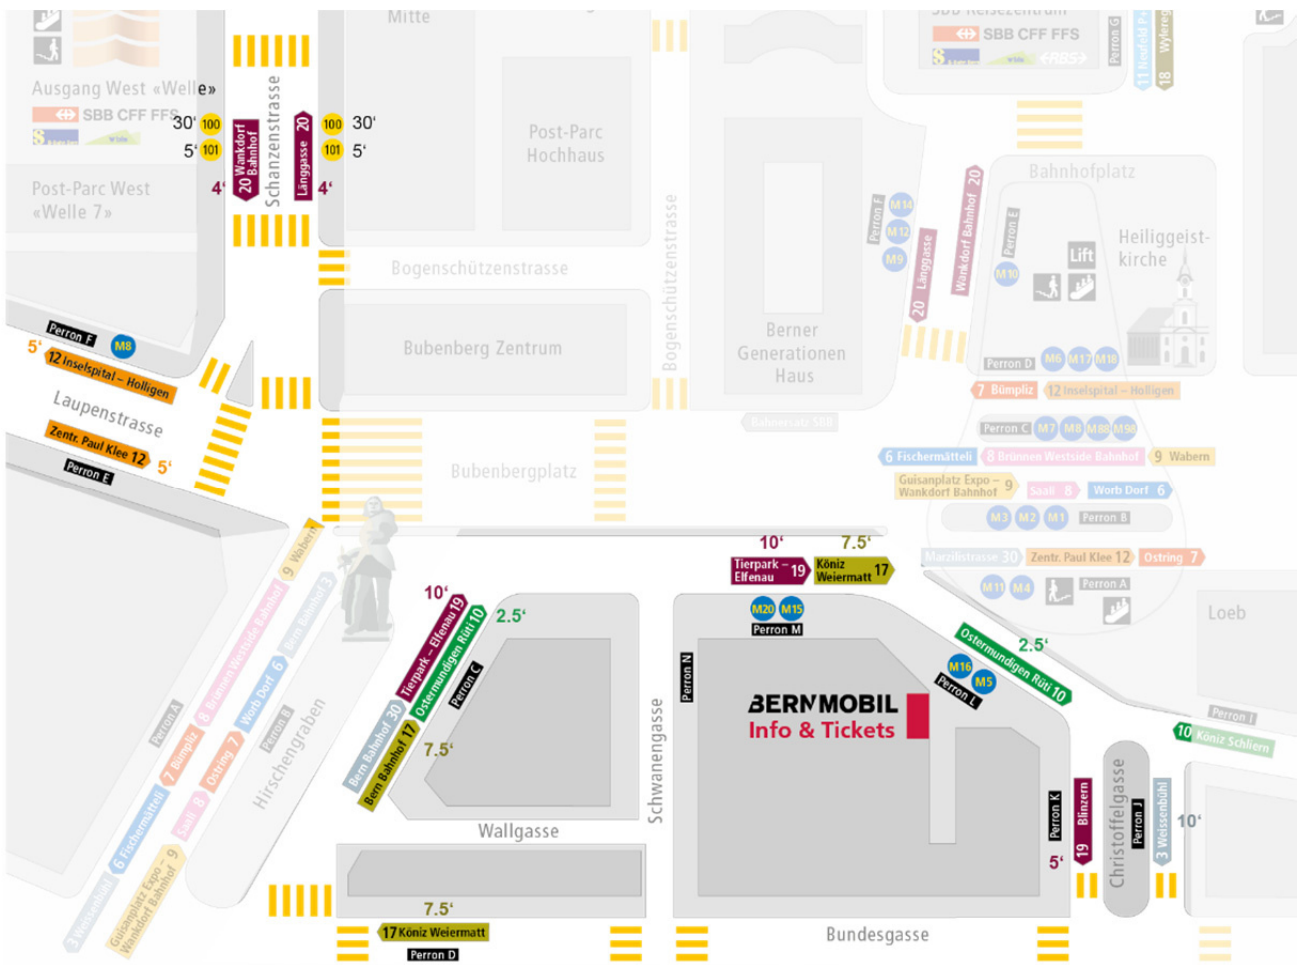 Mitte
SBB Reisezentrum
SBB CFF FFS
RBS
Perron G
11 Neufeld P+
18 Wylereg
Ausgang West «Welle»
SBB CFF FFS
30‘ 100
5‘ 101
4‘
20 Wankdorf
Bahnhof
Schanzenstrasse
Länggasse 20
100 30‘
101 5‘
4‘
Post-Parc
Hochhaus
Post-Parc West
«Welle 7»
Bogenschützenstrasse
Bogenschützenstrasse
Bahnhofplatz
Perron F
M14
M12
M9
20 Länggasse
Wankdorf Bahnhof 20
Perron E
M10
Lift
Heiliggeist-
kirche
Perron F
M8
5‘
12 Inselspital – Holligen
Laupenstrasse
Zentr. Paul Klee 12
5‘
Perron E
Bubenberg Zentrum
Berner
Generationen
Haus
Perron D
M6 M17 M18
7 Bümpliz
12 Inselspital – Holligen
Bahnersatz SBB
Perron C
M7 M8 M88 M98
6 Fischermätteli
8 Brünnen Westside Bahnhof
9 Wabern
Bubenbergplatz
Guisanplatz Expo –
Wankdorf Bahnhof 9
Saali 8
Worb Dorf 6
M3 M2 M1
Perron B
Marzilistrasse 30
Zentr. Paul Klee 12
Ostring 7
M11 M4
Perron A
Loeb
9 Wabern
8 Brünnen Westside Bahnhof
7 Bümpliz
6 Fischermätteli
3 Weissenbühl
Perron A
Bern Bahnhof 3
Worb Dorf 6
Ostring 7
Saali 8
Guisanplatz Expo –
Wankdorf Bahnhof 9
Perron B
Hirschengraben
10‘
Tierpark – Elfenau 19
2.5‘
Ostermundigen Rüti 10
Perron C
Bern Bahnhof 30
Bern Bahnhof 17
7.5‘
Wallgasse
7.5‘
17 Köniz Weiermatt
Perron D
Schwanengasse
10‘
Tierpark –
Elfenau 19
7.5‘
Köniz
Weiermatt 17
M20 M15
Perron M
Perron N
BERNMOBIL
Info & Tickets
M16
M5
Perron L
Ostermundigen Rüti 10
2.5‘
Perron I
10 Köniz Schliern
Perron K
5‘
19 Blinzern
Christoffelgasse
Perron J
3 Weissenbühl
10‘
Bundesgasse